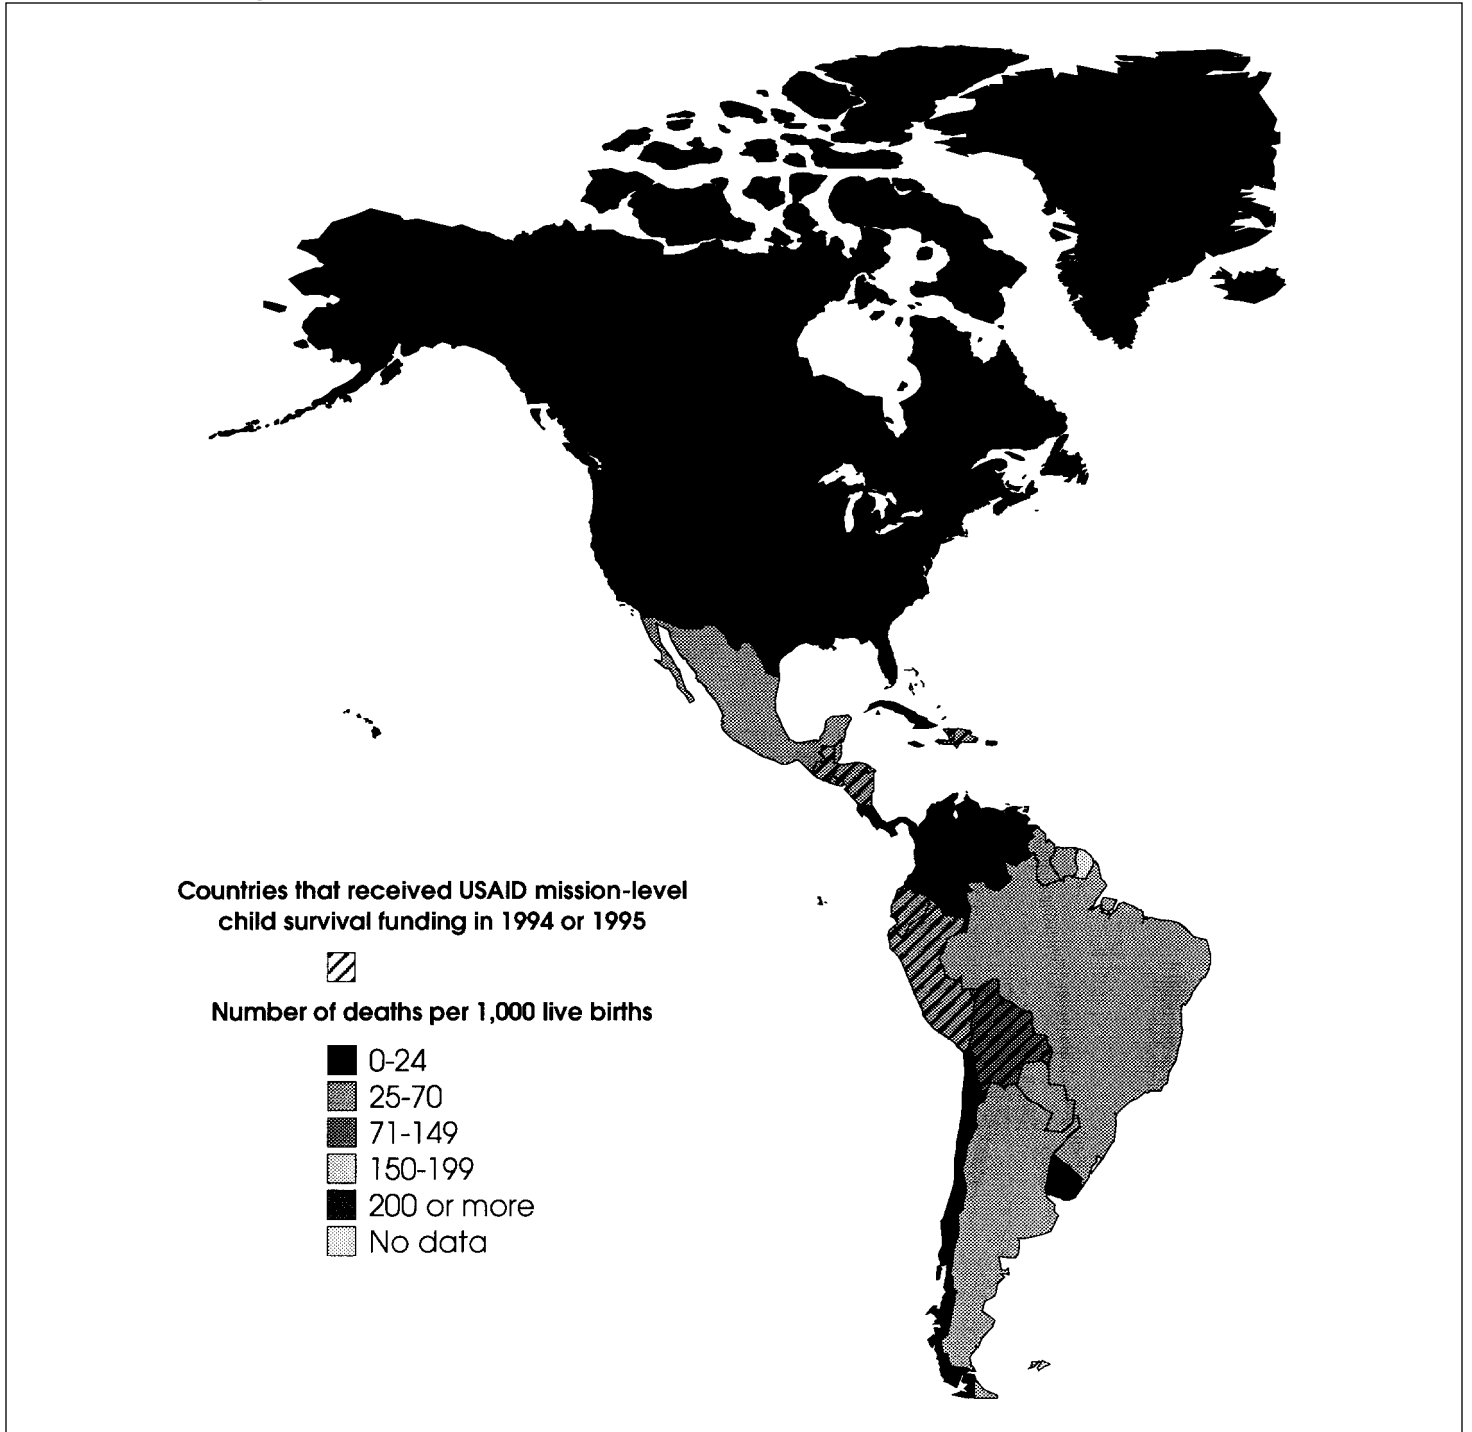 Countries that received USAID mission-level
child survival funding in 1994 or 1995
Number of deaths per 1,000 live births
0-24
25-70
71-149
150-199
200 or more
No data